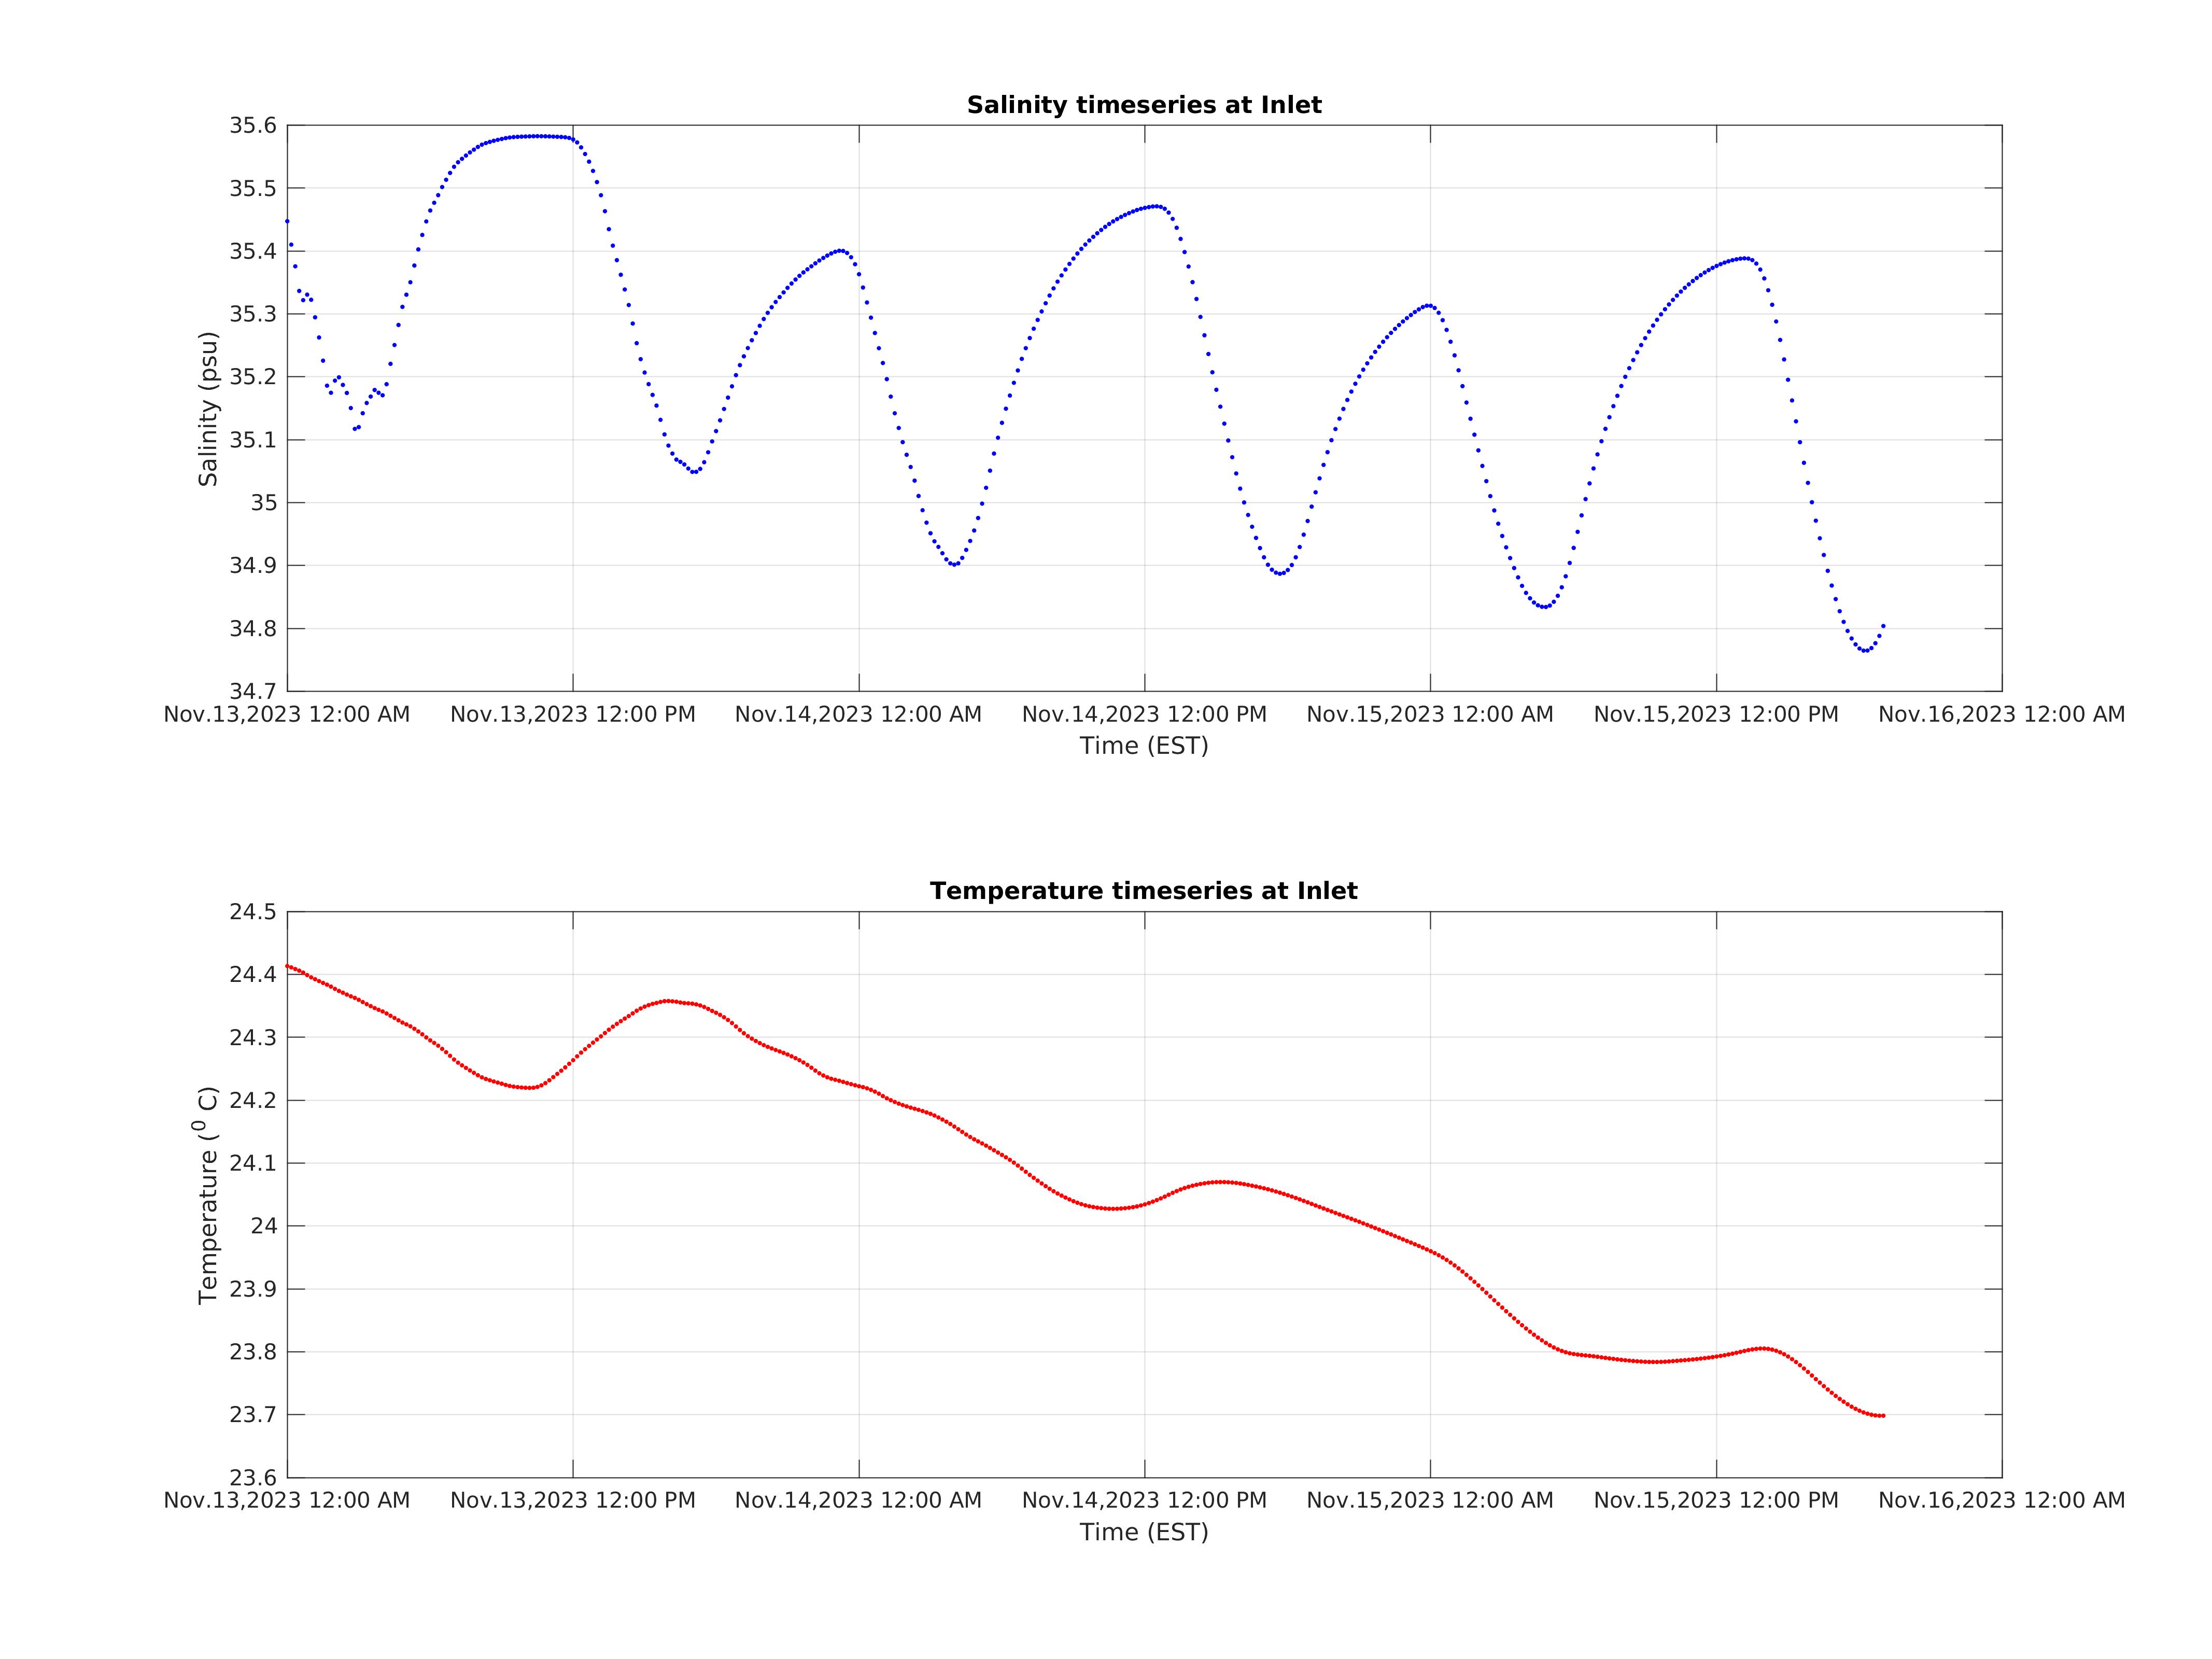 Salinity timeseries at Inlet
35.6
35.5
35.4
35.3
35.2
35.1
35
34.9
34.8
34.7
Salinity (psu)
Nov.13,2023 12:00 AM Nov.13,2023 12:00 PM Nov.14,2023 12:00 AM Nov.14,2023 12:00 PM Nov.15,2023 12:00 AM Nov.15,2023 12:00 PM Nov.16,2023 12:00 AM
Time (EST)
Temperature timeseries at Inlet
24.5
24.4
24.3
24.2
24.1
24
23.9
23.8
23.7
23.6
Temperature (⁰ C)
Nov.13,2023 12:00 AM Nov.13,2023 12:00 PM Nov.14,2023 12:00 AM Nov.14,2023 12:00 PM Nov.15,2023 12:00 AM Nov.15,2023 12:00 PM Nov.16,2023 12:00 AM
Time (EST)